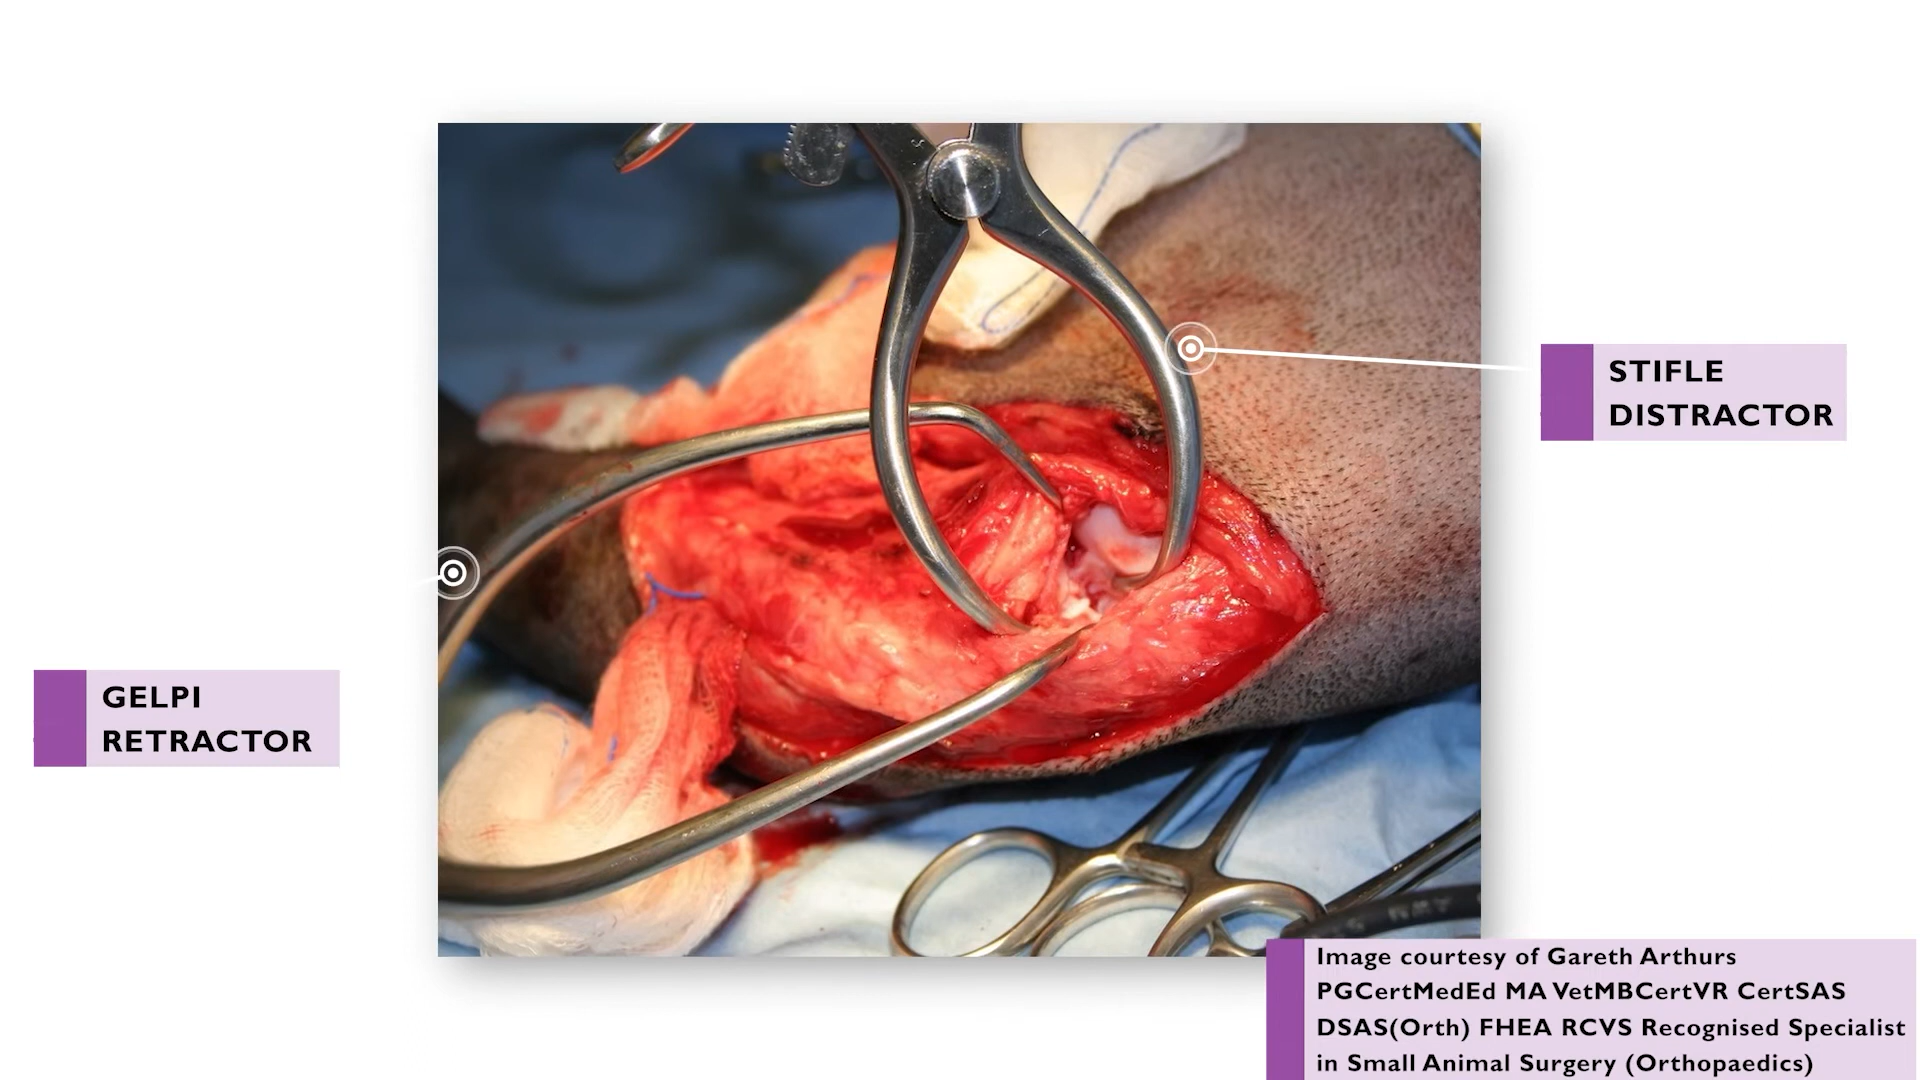 STIFLE
DISTRACTOR
GELPI
RETRACTOR
Image courtesy of Gareth Arthurs
PGCertMedEd MA VetMBCertVR CertSAS
DSAS(Orth) FHEA RCVS Recognised Specialist
in Small Animal Surgery (Orthopaedics)